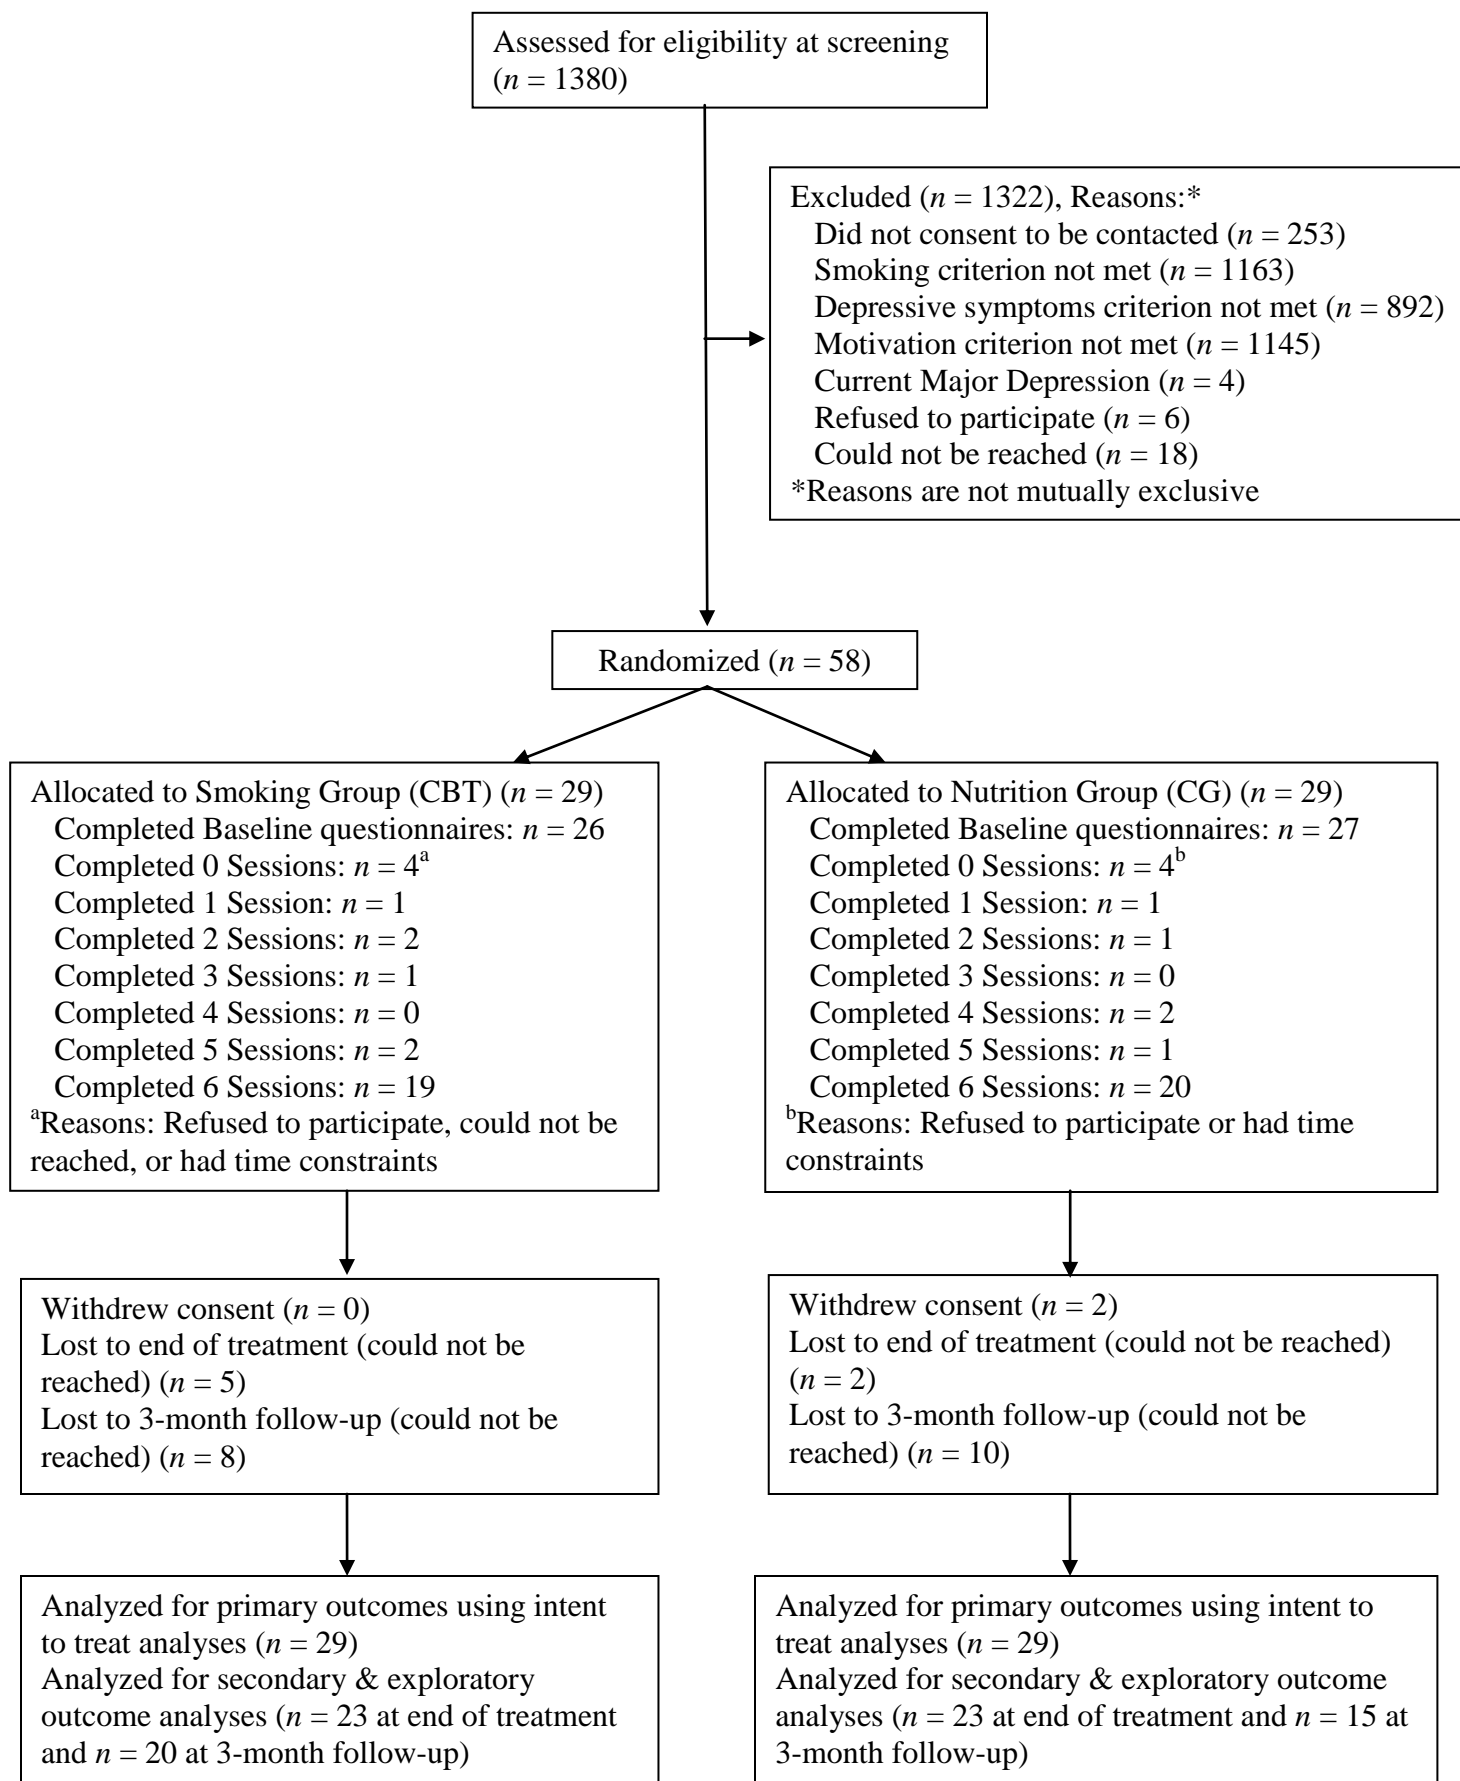 Assessed for eligibility at screening
(n = 1380)
Excluded (n = 1322), Reasons:*
Did not consent to be contacted (n = 253)
Smoking criterion not met (n = 1163)
Depressive symptoms criterion not met (n = 892)
Motivation criterion not met (n = 1145)
Current Major Depression (n = 4)
Refused to participate (n = 6)
Could not be reached (n = 18)
*Reasons are not mutually exclusive
Randomized (n = 58)
Allocated to Smoking Group (CBT) (n = 29)
Completed Baseline questionnaires: n = 26
Completed 0 Sessions: n = 4a
Completed 1 Session: n = 1
Completed 2 Sessions: n = 2
Completed 3 Sessions: n = 1
Completed 4 Sessions: n = 0
Completed 5 Sessions: n = 2
Completed 6 Sessions: n = 19
aReasons: Refused to participate, could not be
reached, or had time constraints
Allocated to Nutrition Group (CG) (n = 29)
Completed Baseline questionnaires: n = 27
Completed 0 Sessions: n = 4b
Completed 1 Session: n = 1
Completed 2 Sessions: n = 1
Completed 3 Sessions: n = 0
Completed 4 Sessions: n = 2
Completed 5 Sessions: n = 1
Completed 6 Sessions: n = 20
bReasons: Refused to participate or had time
constraints
Withdrew consent (n = 0)
Lost to end of treatment (could not be
reached) (n = 5)
Lost to 3-month follow-up (could not be
reached) (n = 8)
Withdrew consent (n = 2)
Lost to end of treatment (could not be reached)
(n = 2)
Lost to 3-month follow-up (could not be
reached) (n = 10)
Analyzed for primary outcomes using intent
to treat analyses (n = 29)
Analyzed for secondary & exploratory
outcome analyses (n = 23 at end of treatment
and n = 20 at 3-month follow-up)
Analyzed for primary outcomes using intent to
treat analyses (n = 29)
Analyzed for secondary & exploratory outcome
analyses (n = 23 at end of treatment and n = 15 at
3-month follow-up)